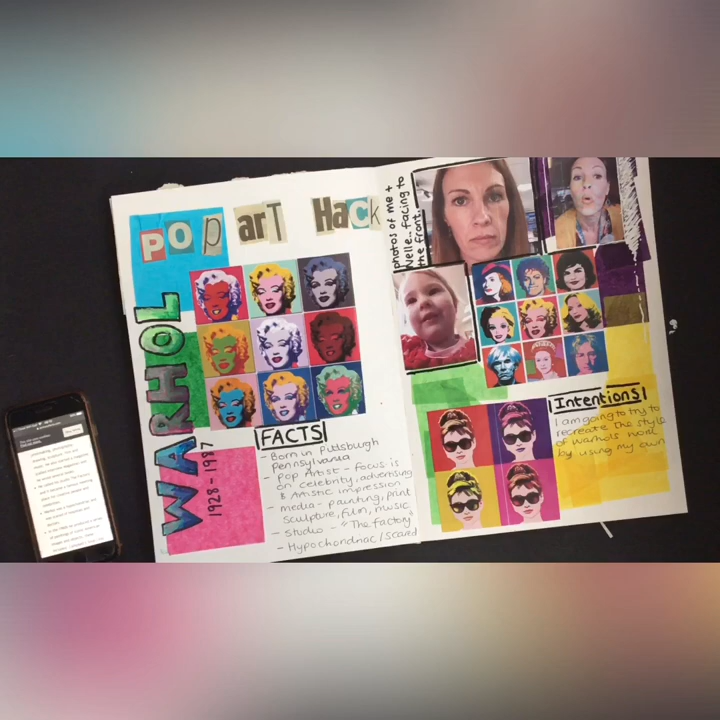 POP arT Hack
WARHOL
1928-1987
FACTS
- Born in Pittsburgh
Pennsylvania
- Pop Artist - Focus is
on celebrity, advertising
& Artistic impression
- media - painting, print
Sculpture, film, music
- Studio - "The factory"
- Hypochondriac / Scared
photos of me +
Nelle.. facing to
the front.
Intentions
I am going to try to
recreate the style
of warhols work
by using my own